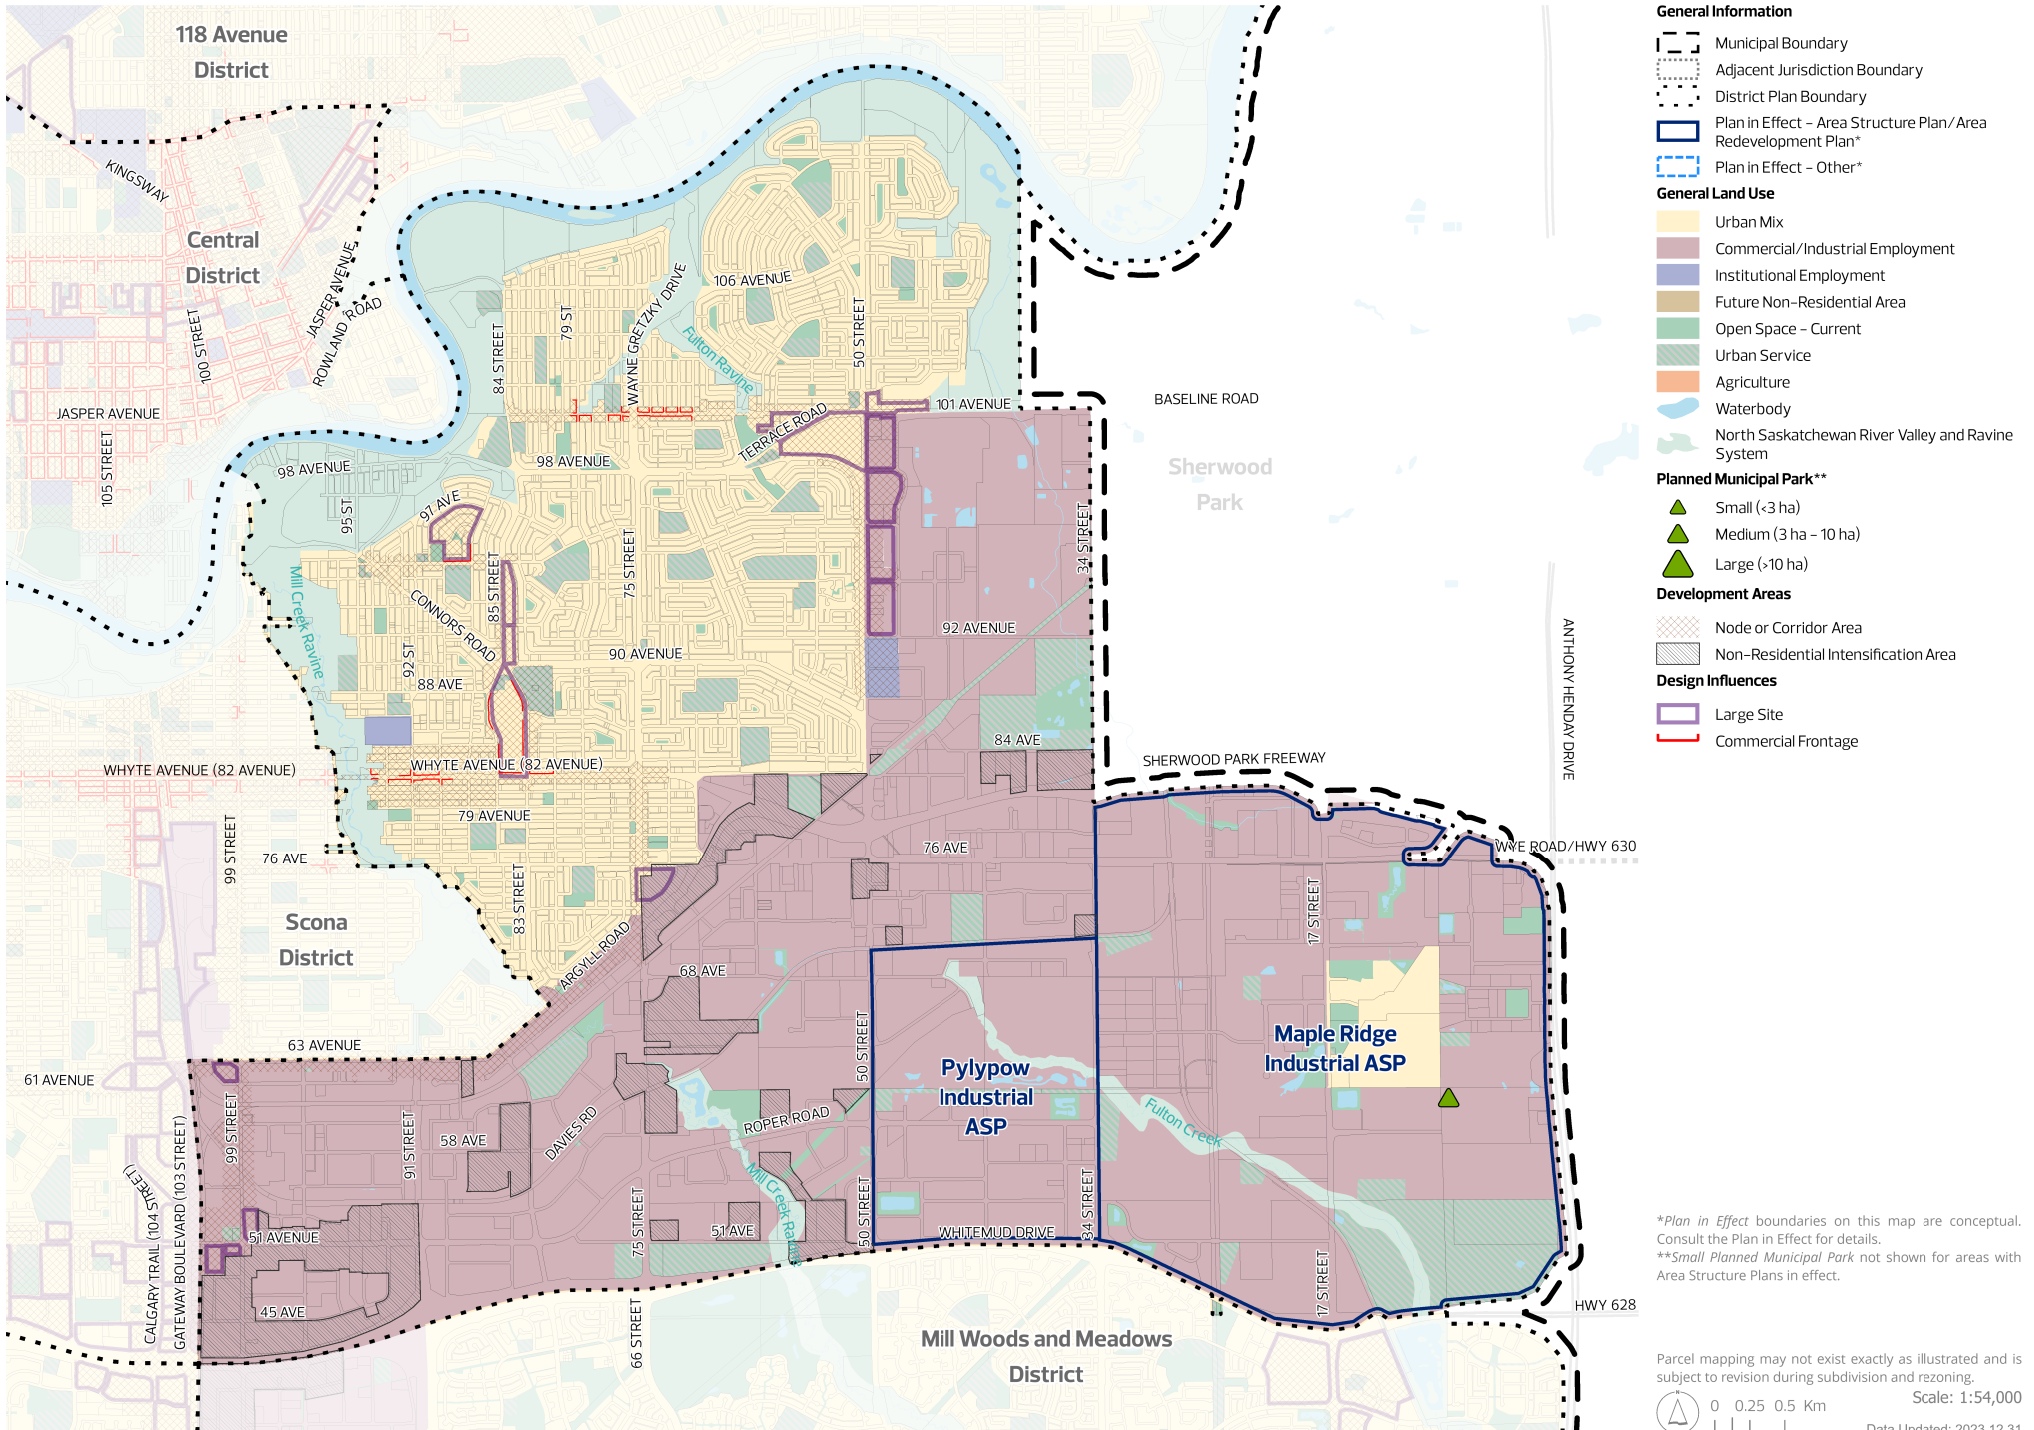 118 Avenue
District
KINGSWAY
Central
District
JASPER AVENUE
ROWLAND ROAD
100 STREET
JASPER AVENUE
105 STREET
98 AVENUE
95 ST
97 AVE
84 STREET
79 ST
WAYNE GRETZKY DRIVE
Fulton Ravine
106 AVENUE
50 STREET
101 AVENUE
TERRACE ROAD
98 AVENUE
BASELINE ROAD
Sherwood
Park
34 STREET
75 STREET
85 STREET
CONNORS ROAD
Mill Creek Ravine
92 ST
88 AVE
90 AVENUE
92 AVENUE
84 AVE
WHYTE AVENUE (82 AVENUE)
WHYTE AVENUE (82 AVENUE)
SHERWOOD PARK FREEWAY
ANTHONY HENDAY DRIVE
79 AVENUE
76 AVE
99 STREET
83 STREET
76 AVE
WYE ROAD/HWY 630
17 STREET
Scona
District
ARGYLL ROAD
68 AVE
63 AVENUE
61 AVENUE
50 STREET
Pylypow
Industrial
ASP
Maple Ridge
Industrial ASP
Fulton Creek
99 STREET
91 STREET
58 AVE
DAVIES RD
ROPER ROAD
Mill Creek Ravine
CALGARY TRAIL (104 STREET)
GATEWAY BOULEVARD (103 STREET)
51 AVENUE
45 AVE
75 STREET
51 AVE
50 STREET
WHITEMUD DRIVE
34 STREET
17 STREET
HWY 628
66 STREET
Mill Woods and Meadows
District
General Information
Municipal Boundary
Adjacent Jurisdiction Boundary
District Plan Boundary
Plan in Effect - Area Structure Plan/Area
Redevelopment Plan*
Plan in Effect - Other*
General Land Use
Urban Mix
Commercial/Industrial Employment
Institutional Employment
Future Non-Residential Area
Open Space - Current
Urban Service
Agriculture
Waterbody
North Saskatchewan River Valley and Ravine
System
Planned Municipal Park**
Small (<3 ha)
Medium (3 ha - 10 ha)
Large (>10 ha)
Development Areas
Node or Corridor Area
Non-Residential Intensification Area
Design Influences
Large Site
Commercial Frontage
*Plan in Effect boundaries on this map are conceptual.
Consult the Plan in Effect for details.
**Small Planned Municipal Park not shown for areas with
Area Structure Plans in effect.
Parcel mapping may not exist exactly as illustrated and is
subject to revision during subdivision and rezoning.
Scale: 1:54,000
N
0 0.25 0.5 Km
Data Updated: 2023.12.31